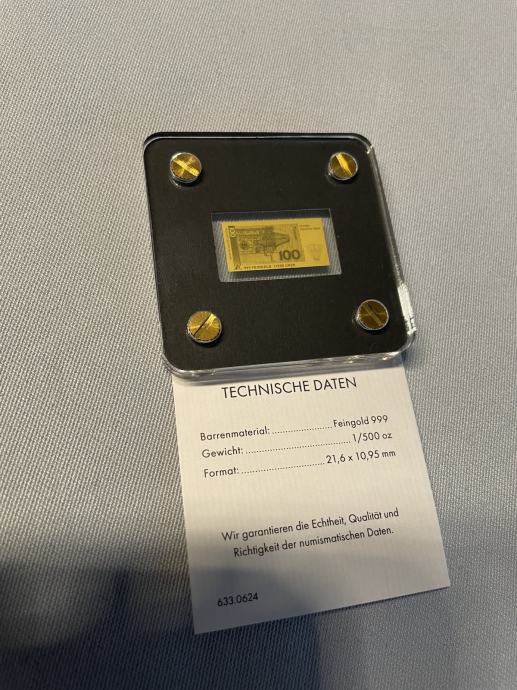 100
TECHNISCHE DATEN
Barrenmaterial: ...................... Feingold 999
Gewicht: ....................................... 1/500 oz
Format: ............................... 21,6 x 10,95 mm
Wir garantieren die Echtheit, Qualität und
Richtigkeit der numismatischen Daten.
633.0624